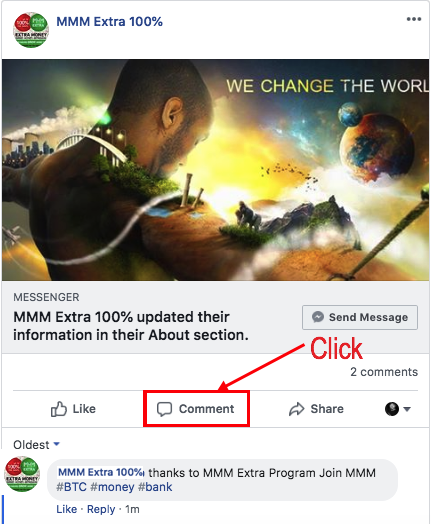 MMM Extra 100%
WE CHANGE THE WORL
MESSENGER
MMM Extra 100% updated their
information in their About section.
Send Message
Click
2 comments
Like
Comment
Share
Oldest
MMM Extra 100% thanks to MMM Extra Program Join MMM
#BTC #money #bank
Like · Reply · 1m